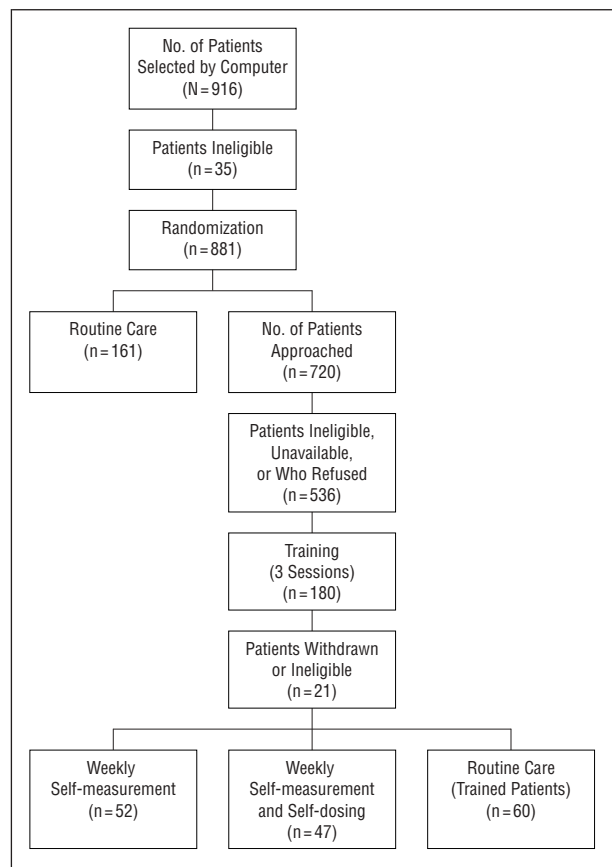 No. of Patients
Selected by Computer
(N = 916)
Patients Ineligible
(n = 35)
Randomization
(n = 881)
Routine Care
(n = 161)
No. of Patients
Approached
(n = 720)
Patients Ineligible,
Unavailable,
or Who Refused
(n = 536)
Training
(3 Sessions)
(n = 180)
Patients Withdrawn
or Ineligible
(n = 21)
Weekly
Self-measurement
(n = 52)
Weekly
Self-measurement
and Self-dosing
(n = 47)
Routine Care
(Trained Patients)
(n = 60)